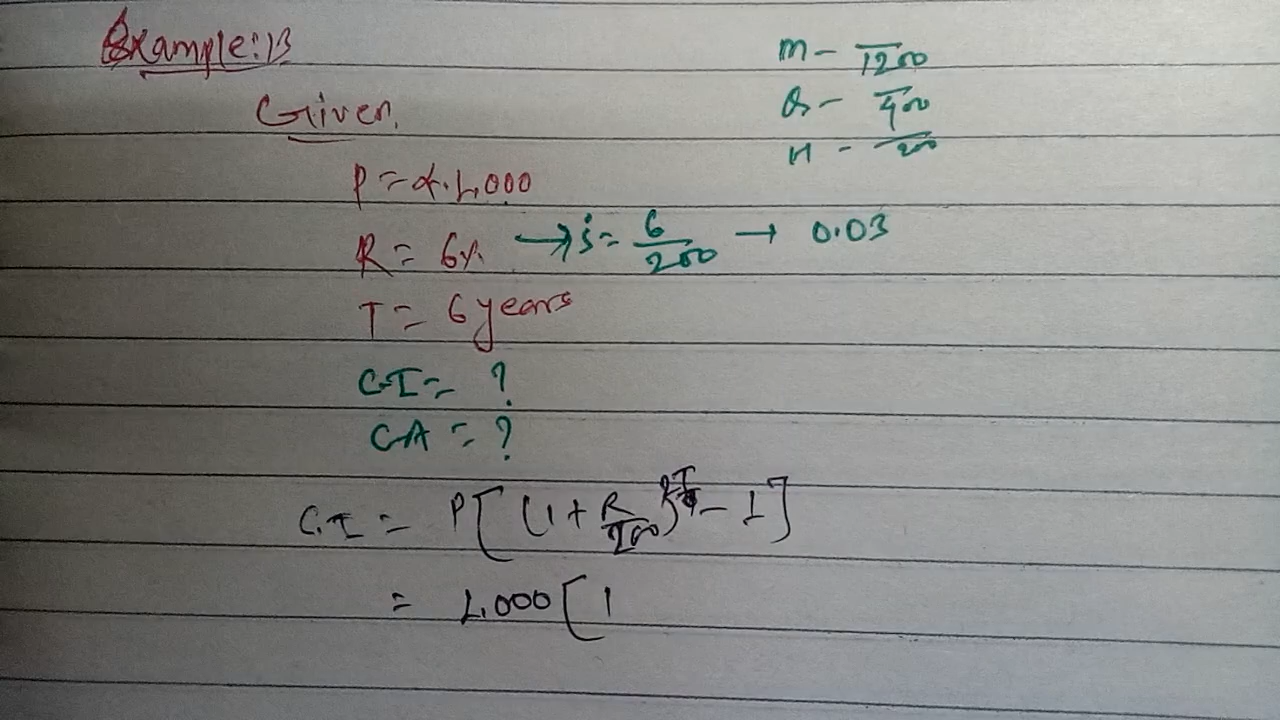 Example: 13
m - /1200
Given,
Q - /400
H - /200
P = ₹. 1,000
R = 6% → i = 6/200 → 0.03
T = 6 years
C.I = ?
CA = ?
C.I = P[(1 + R/200)^2T - 1]
= 1,000 [1